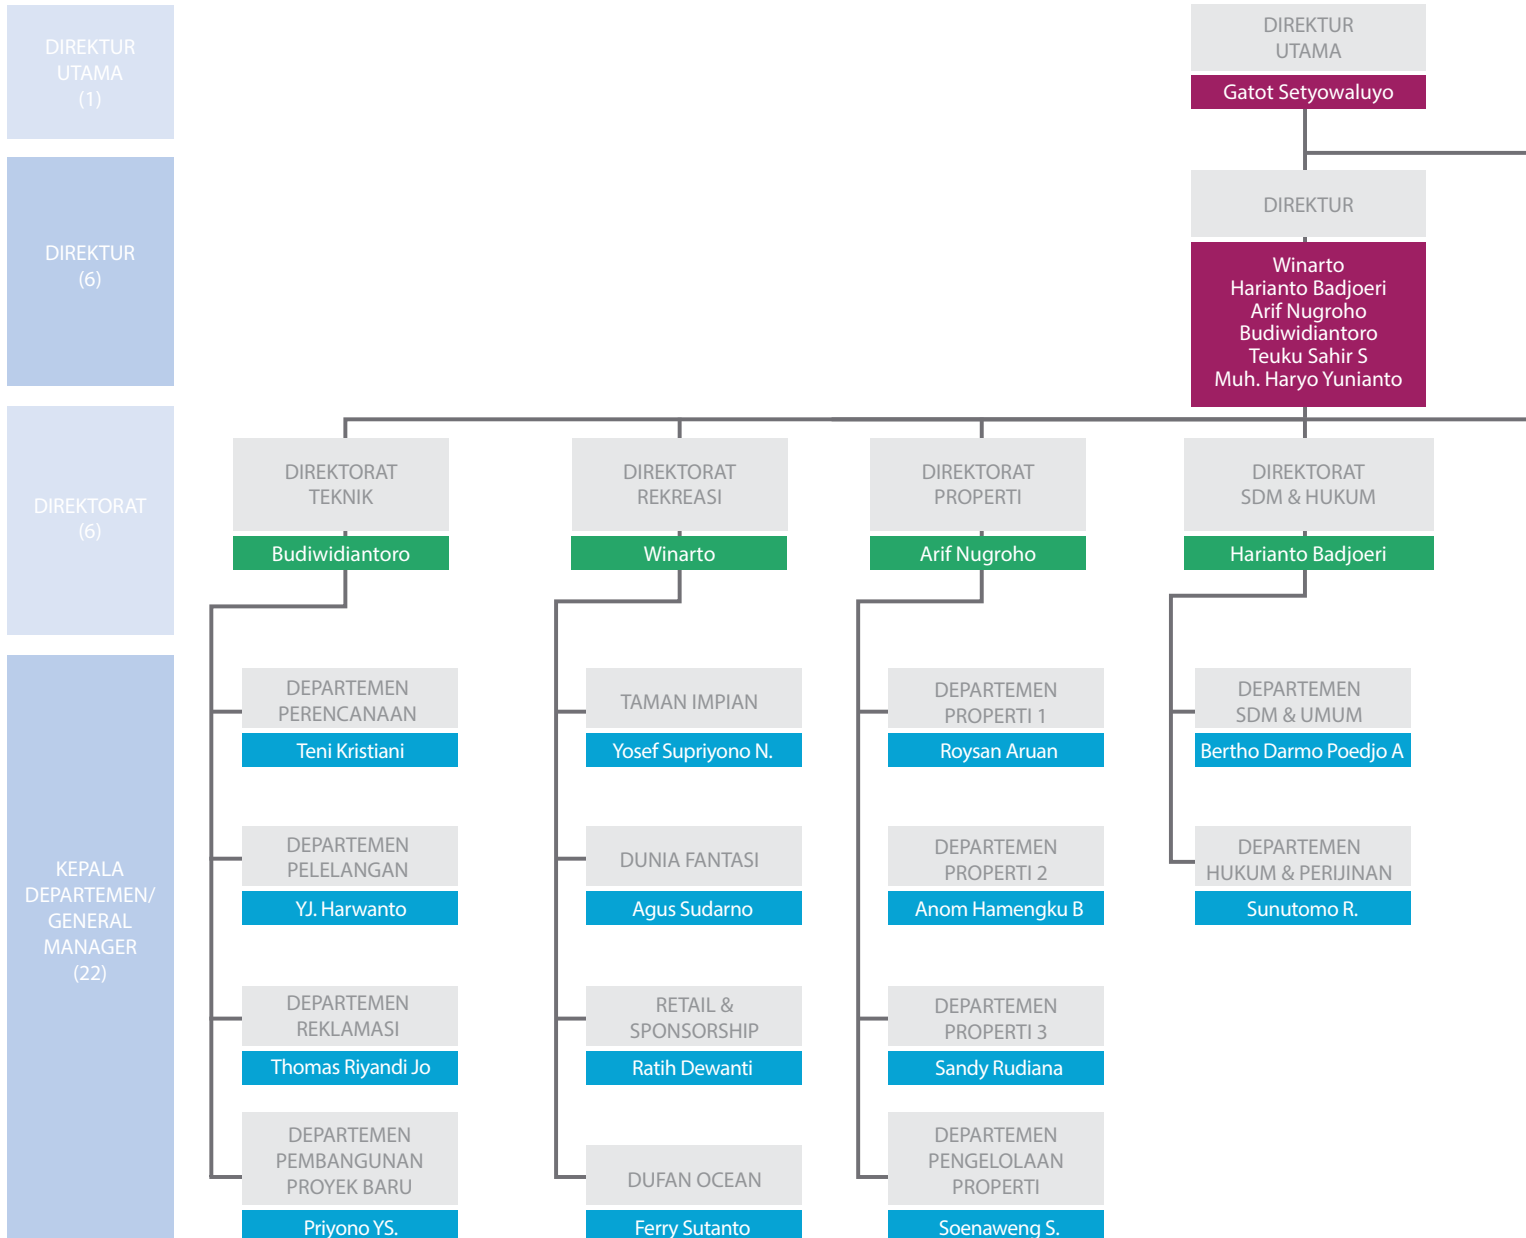 DIREKTUR
UTAMA
(1)
DIREKTUR
UTAMA
Gatot Setyowaluyo
DIREKTUR
(6)
DIREKTUR
Winarto
Harianto Badjoeri
Arif Nugroho
Budiwidiantoro
Teuku Sahir S
Muh. Haryo Yunianto
DIREKTORAT
(6)
DIREKTORAT
TEKNIK
Budiwidiantoro
DIREKTORAT
REKREASI
Winarto
DIREKTORAT
PROPERTI
Arif Nugroho
DIREKTORAT
SDM & HUKUM
Harianto Badjoeri
KEPALA
DEPARTEMEN/
GENERAL
MANAGER
(22)
DEPARTEMEN
PERENCANAAN
Teni Kristiani
DEPARTEMEN
PELELANGAN
YJ. Harwanto
DEPARTEMEN
REKLAMASI
Thomas Riyandi Jo
DEPARTEMEN
PEMBANGUNAN
PROYEK BARU
Priyono YS.
TAMAN IMPIAN
Yosef Supriyono N.
DUNIA FANTASI
Agus Sudarno
RETAIL &
SPONSORSHIP
Ratih Dewanti
DUFAN OCEAN
Ferry Sutanto
DEPARTEMEN
PROPERTI 1
Roysan Aruan
DEPARTEMEN
PROPERTI 2
Anom Hamengku B
DEPARTEMEN
PROPERTI 3
Sandy Rudiana
DEPARTEMEN
PENGELOLAAN
PROPERTI
Soenaweng S.
DEPARTEMEN
SDM & UMUM
Bertho Darmo Poedjo A
DEPARTEMEN
HUKUM & PERIJINAN
Sunutomo R.